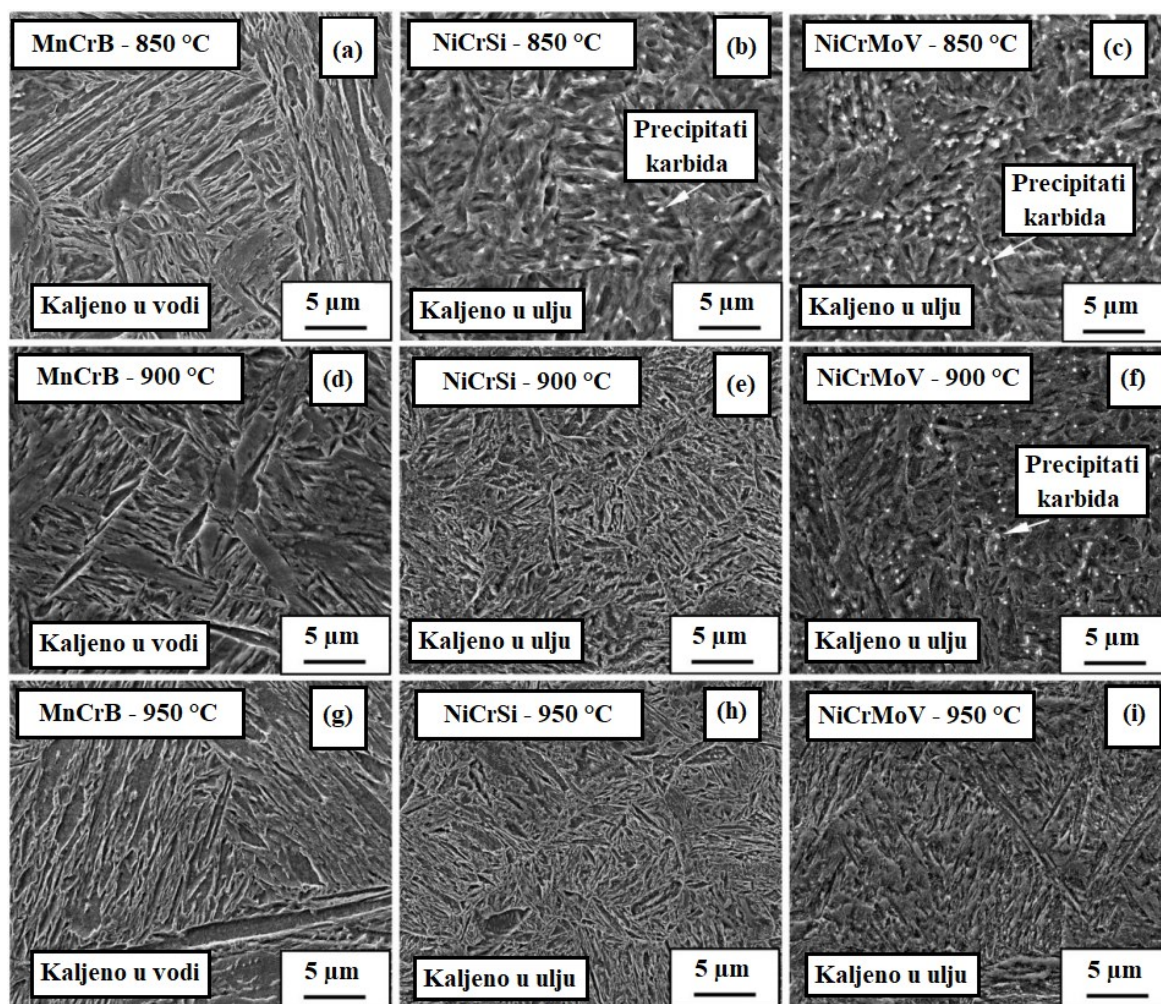 MnCrB - 850 °C
(a)
Kaljeno u vodi
5 µm
NiCrSi - 850 °C
(b)
Precipitati
karbida
Kaljeno u ulju
5 µm
NiCrMoV - 850 °C
(c)
Precipitati
karbida
Kaljeno u ulju
5 µm
MnCrB - 900 °C
(d)
Kaljeno u vodi
5 µm
NiCrSi - 900 °C
(e)
Kaljeno u ulju
5 µm
NiCrMoV - 900 °C
(f)
Precipitati
karbida
Kaljeno u ulju
5 µm
MnCrB - 950 °C
(g)
Kaljeno u vodi
5 µm
NiCrSi - 950 °C
(h)
Kaljeno u ulju
5 µm
NiCrMoV - 950 °C
(i)
Kaljeno u ulju
5 µm